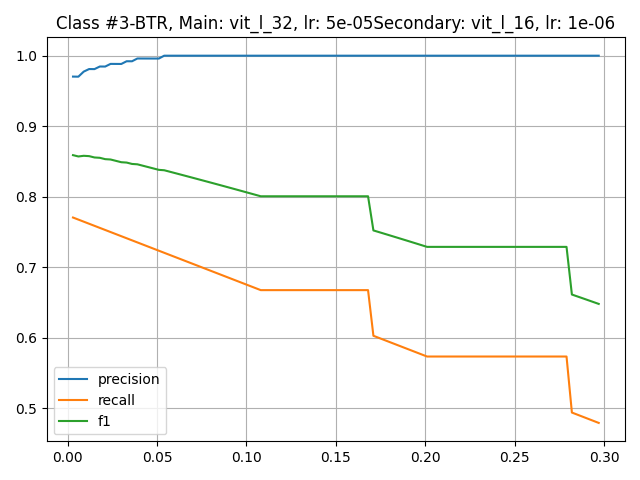 Class #3-BTR, Main: vit_l_32, lr: 5e-05Secondary: vit_l_16, lr: 1e-06
1.0
0.9
0.8
0.7
0.6
0.5
precision
recall
f1
0.00 0.05 0.10 0.15 0.20 0.25 0.30